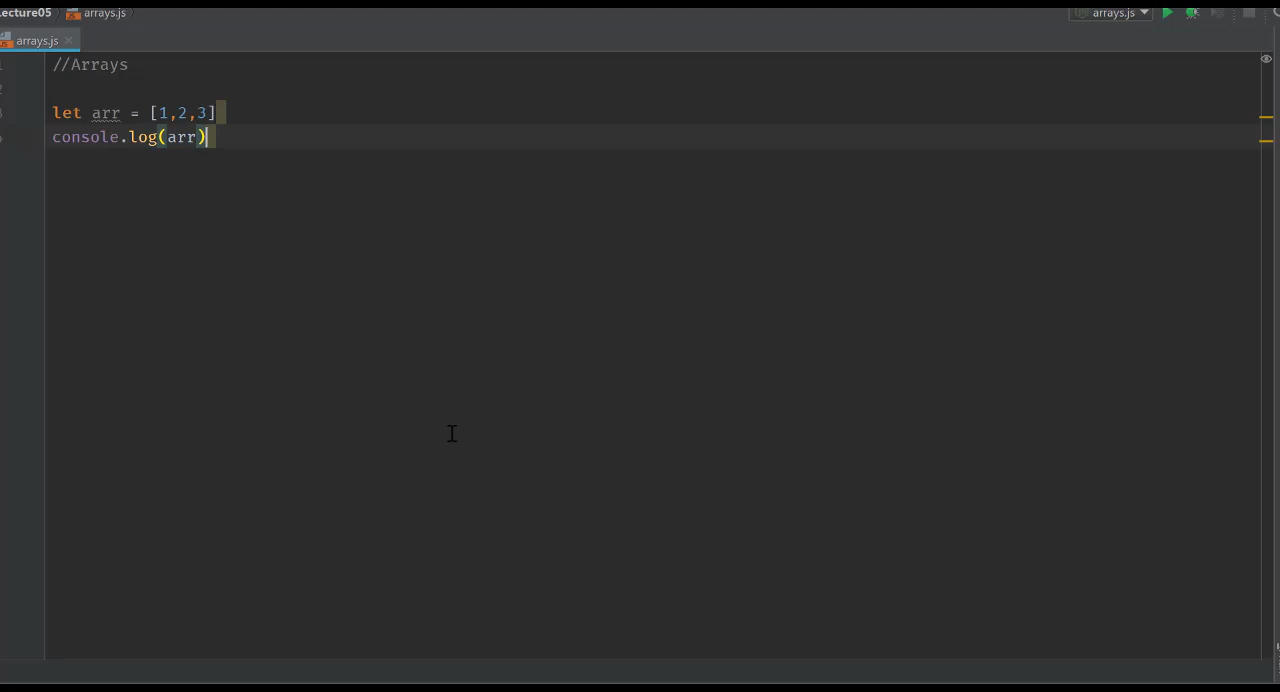 ecture05 arrays.js arrays.js
arrays.js
//Arrays
let arr = [1,2,3]
console.log(arr)